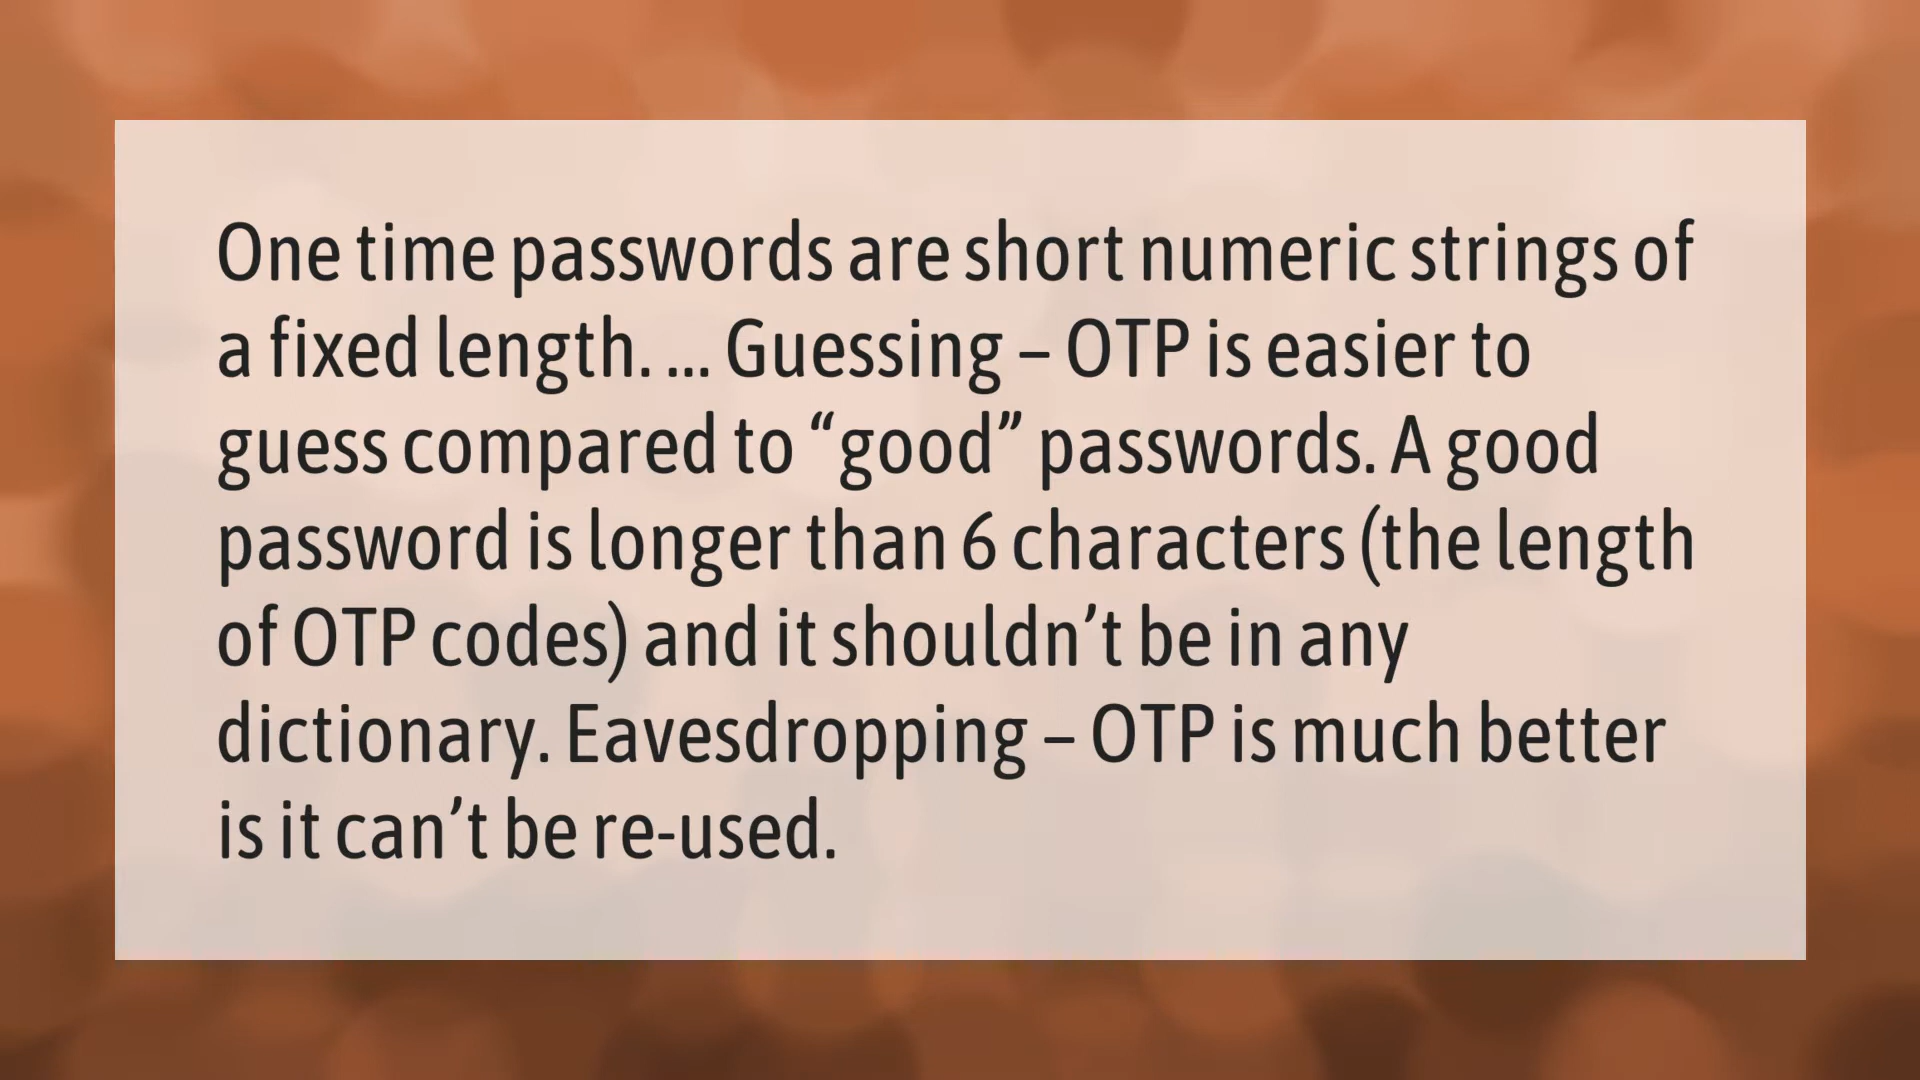 One time passwords are short numeric strings of
a fixed length. ... Guessing – OTP is easier to
guess compared to “good” passwords. A good
password is longer than 6 characters (the length
of OTP codes) and it shouldn’t be in any
dictionary. Eavesdropping – OTP is much better
is it can’t be re-used.